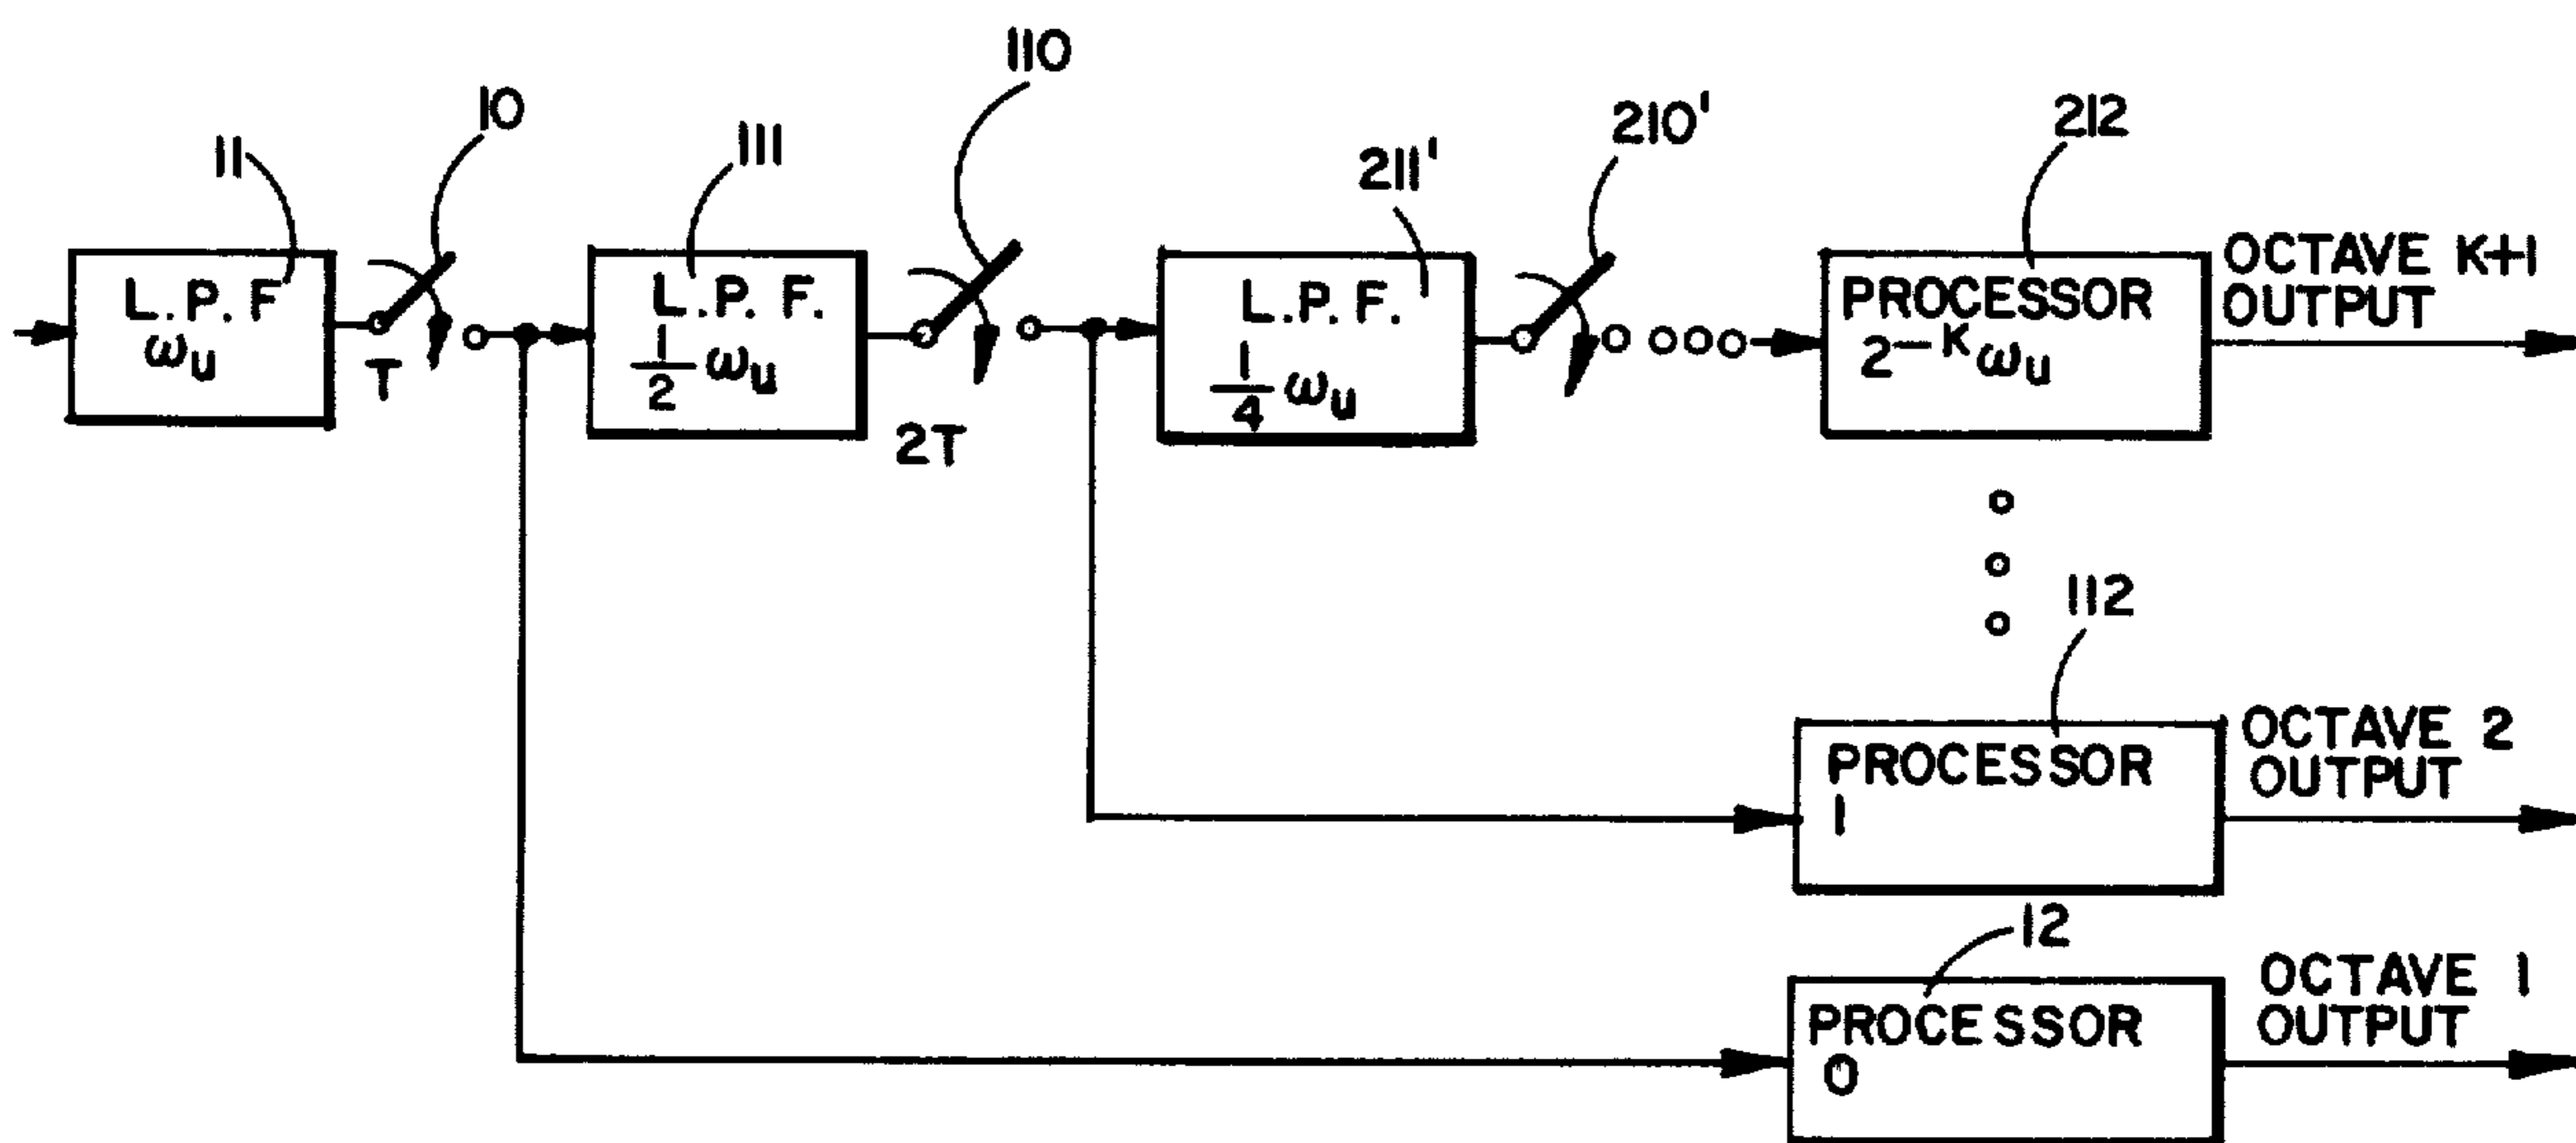 11
10
111
110
211'
210'
212
L.P.F
ωu
T
L.P.F.
1/2 ωu
2T
L.P.F.
1/4 ωu
PROCESSOR
2^-K ωu
OCTAVE K+1
OUTPUT
112
PROCESSOR
1
OCTAVE 2
OUTPUT
12
PROCESSOR
0
OCTAVE 1
OUTPUT